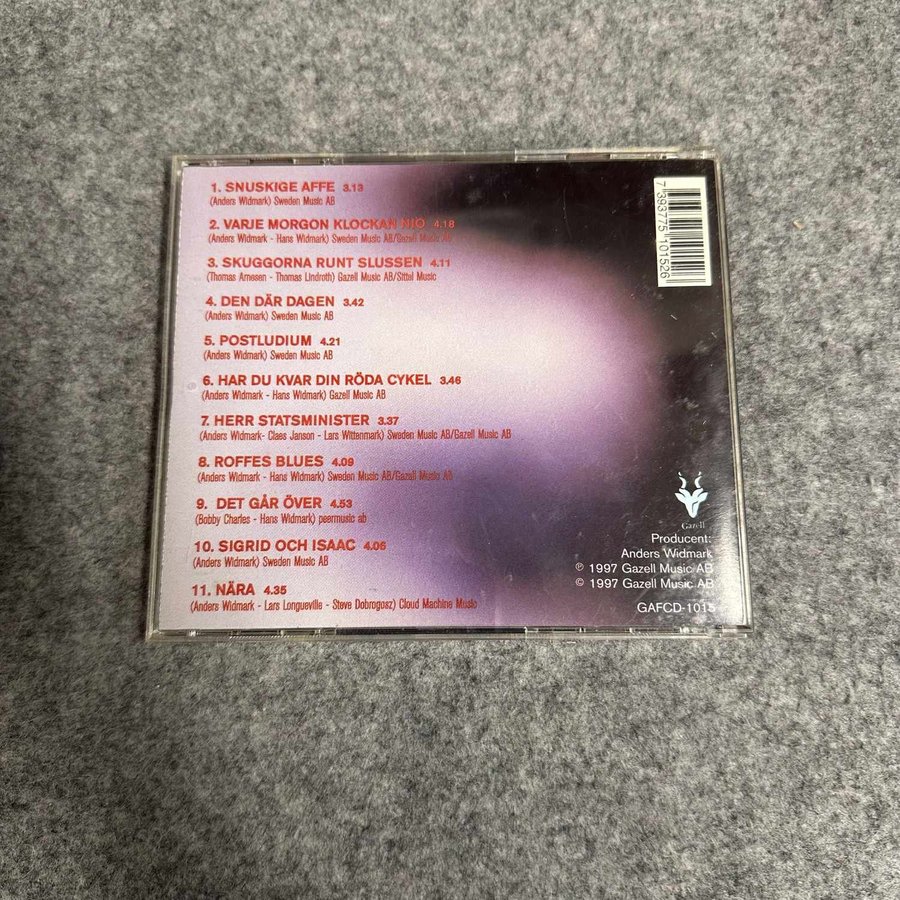 1. SNUSKIGE AFFE 3.13
(Anders Widmark) Sweden Music AB
2. VARJE MORGON KLOCKAN NIO 4.18
(Anders Widmark - Hans Widmark) Sweden Music AB/Gazell Music AB
3. SKUGGORNA RUNT SLUSSEN 4.11
(Thomas Arnesen - Thomas Lindroth) Gazell Music AB/Sittel Music
4. DEN DÄR DAGEN 3.42
(Anders Widmark) Sweden Music AB
5. POSTLUDIUM 4.21
(Anders Widmark) Sweden Music AB
6. HAR DU KVAR DIN RÖDA CYKEL 3.46
(Anders Widmark - Hans Widmark) Gazell Music AB
7. HERR STATSMINISTER 3.37
(Anders Widmark- Claes Janson - Lars Wittenmark) Sweden Music AB/Gazell Music AB
8. ROFFES BLUES 4.09
(Anders Widmark - Hans Widmark) Sweden Music AB/Gazell Music AB
9. DET GÅR ÖVER 4.53
(Bobby Charles - Hans Widmark) peermusic ab
10. SIGRID OCH ISAAC 4.06
(Anders Widmark) Sweden Music AB
11. NÄRA 4.35
(Anders Widmark - Lars Longueville - Steve Dobrogosz) Cloud Machine Music
7 393775 101526
Gazell
Producent:
Anders Widmark
℗ 1997 Gazell Music AB
© 1997 Gazell Music AB
GAFCD-1015